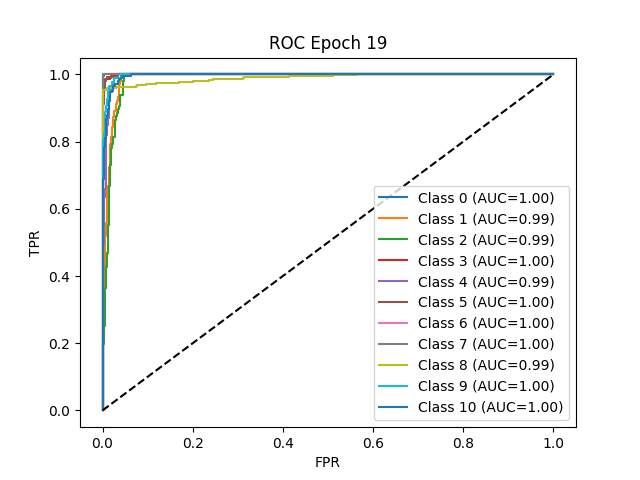 ROC Epoch 19
1.0
0.8
0.6
0.4
0.2
0.0
TPR
0.0 0.2 0.4 0.6 0.8 1.0
FPR
Class 0 (AUC=1.00)
Class 1 (AUC=0.99)
Class 2 (AUC=0.99)
Class 3 (AUC=1.00)
Class 4 (AUC=0.99)
Class 5 (AUC=1.00)
Class 6 (AUC=1.00)
Class 7 (AUC=1.00)
Class 8 (AUC=0.99)
Class 9 (AUC=1.00)
Class 10 (AUC=1.00)